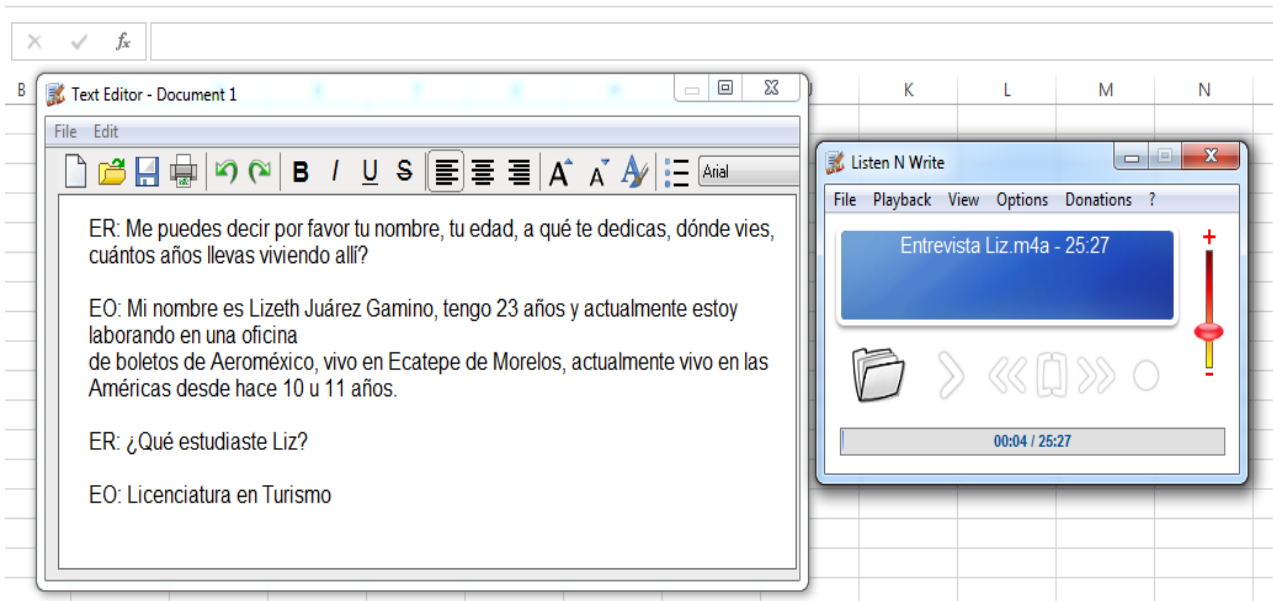 fx
B
K
L
M
N
Text Editor - Document 1
File Edit
B I U S A A A Arial
ER: Me puedes decir por favor tu nombre, tu edad, a qué te dedicas, dónde vies,
cuántos años llevas viviendo allí?
EO: Mi nombre es Lizeth Juárez Gamino, tengo 23 años y actualmente estoy
laborando en una oficina
de boletos de Aeroméxico, vivo en Ecatepe de Morelos, actualmente vivo en las
Américas desde hace 10 u 11 años.
ER: ¿Qué estudiaste Liz?
EO: Licenciatura en Turismo
Listen N Write
File Playback View Options Donations ?
Entrevista Liz.m4a - 25:27
+
-
00:04 / 25:27